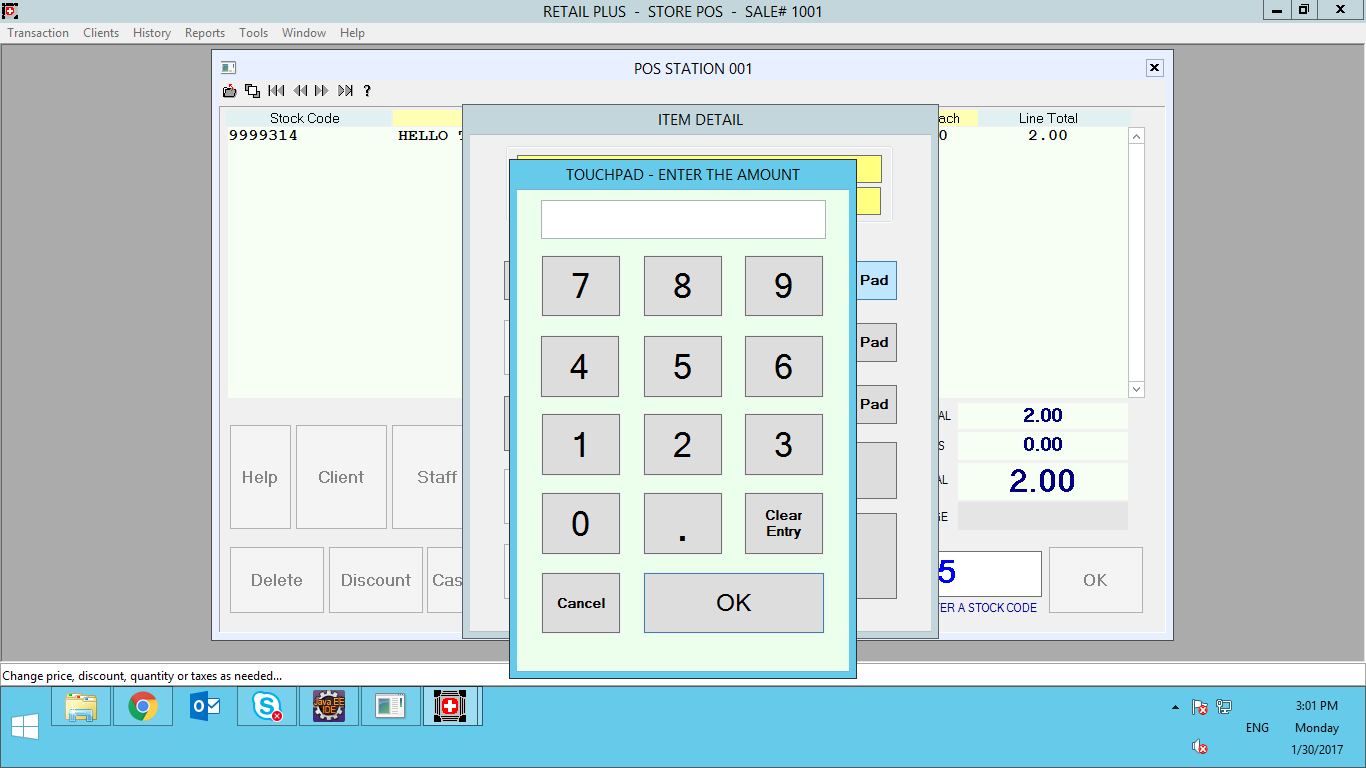 RETAIL PLUS - STORE POS - SALE# 1001
Transaction Clients History Reports Tools Window Help
POS STATION 001
?
ITEM DETAIL
Stock Code
ach
Line Total
9999314
HELLO
0
2.00
TOUCHPAD - ENTER THE AMOUNT
7 8 9
Pad
4 5 6
Pad
Pad
1 2 3
0 . Clear
Entry
Cancel
OK
Help
Client
Staff
Delete
Discount
Cas
AL
2.00
S
0.00
AL
2.00
GE
5
ER A STOCK CODE
OK
Change price, discount, quantity or taxes as needed...
Java EE
IDE
ENG
3:01 PM
Monday
1/30/2017